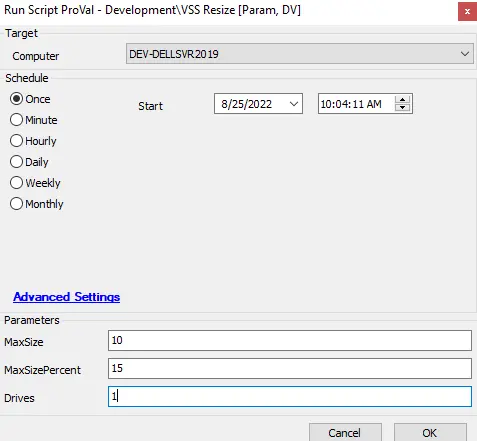 Run Script ProVal - Development\VSS Resize [Param, DV]
x
Target
Computer DEV-DELLSVR2019
Schedule
Once Start 8/25/2022 10:04:11 AM
Minute
Hourly
Daily
Weekly
Monthly
Advanced Settings
Parameters
MaxSize 10
MaxSizePercent 15
Drives 1
Cancel OK